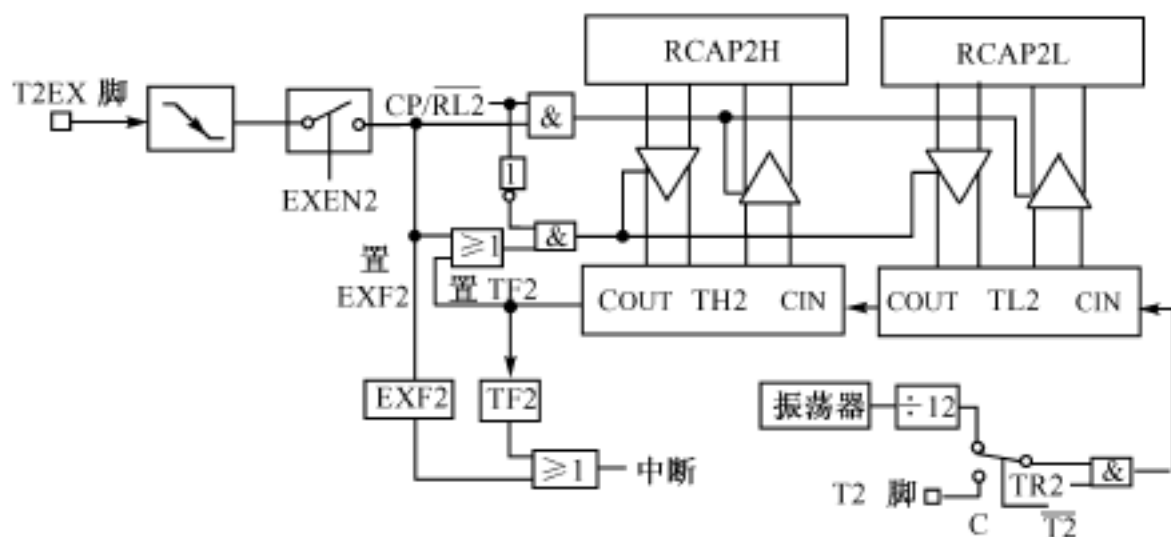 RCAP2H
RCAP2L
T2EX 脚
CP/RL2
&
EXEN2
1
≥1
&
置
EXF2
置 TF2
COUT TH2 CIN
COUT TL2 CIN
EXF2
TF2
振荡器
÷12
≥1
中断
T2 脚
TR2
&
C
T2